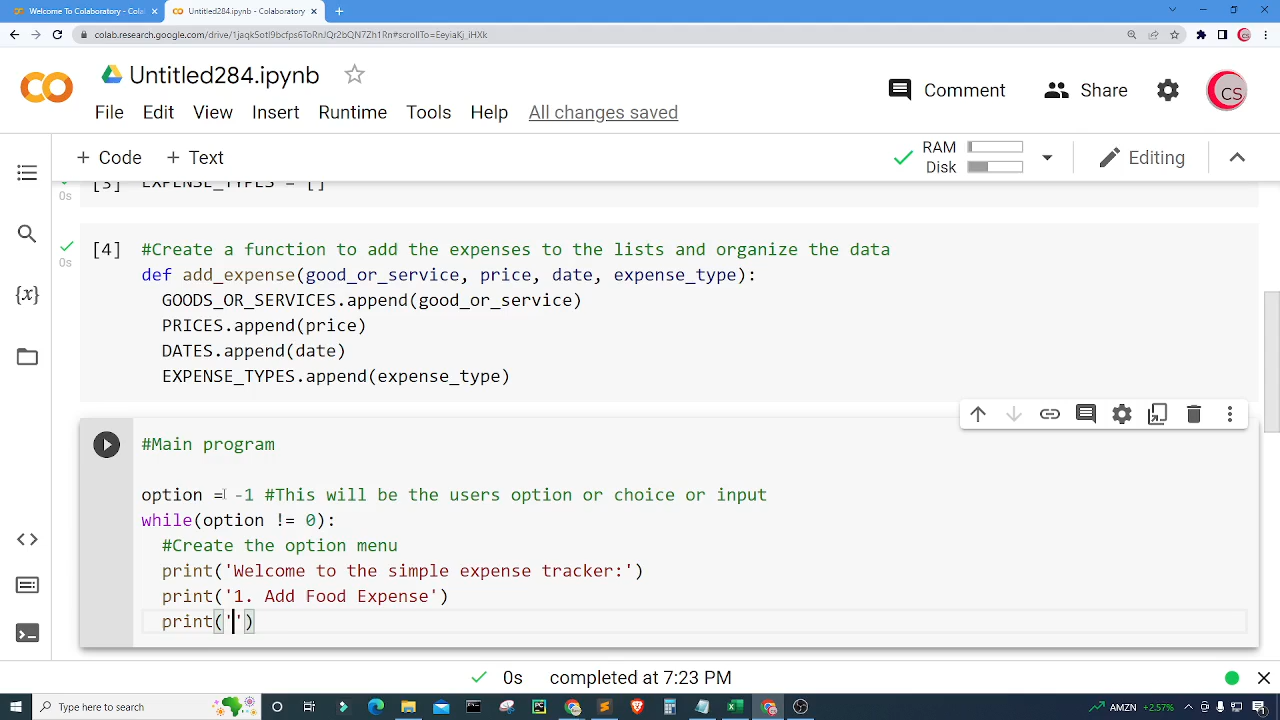 Welcome To Colaboratory - Colal
Untitled284.ipynb - Colaboratory
colab.research.google.com/drive/1jaqk5otl9bcfps6ToRnJQr2bQN7Zh1Rn#scrollTo=EeyiaKj_iHXk
Untitled284.ipynb
Comment
Share
CS
File Edit View Insert Runtime Tools Help All changes saved
+ Code + Text
RAM
Disk
Editing
0s
[3] EXPENSE_TYPES = []
0s
[4] #Create a function to add the expenses to the lists and organize the data
def add_expense(good_or_service, price, date, expense_type):
GOODS_OR_SERVICES.append(good_or_service)
PRICES.append(price)
DATES.append(date)
EXPENSE_TYPES.append(expense_type)
{x}
#Main program
option = -1 #This will be the users option or choice or input
while(option != 0):
#Create the option menu
print('Welcome to the simple expense tracker:')
print('1. Add Food Expense')
print('')
0s completed at 7:23 PM
Type here to search
AMZN +2.57%